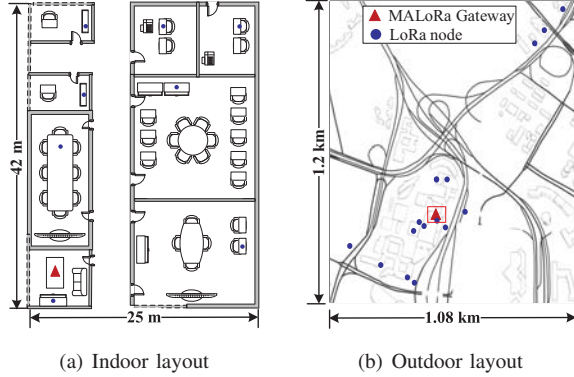 42 m
25 m
(a) Indoor layout
MALoRa Gateway
LoRa node
1.2 km
1.08 km
(b) Outdoor layout